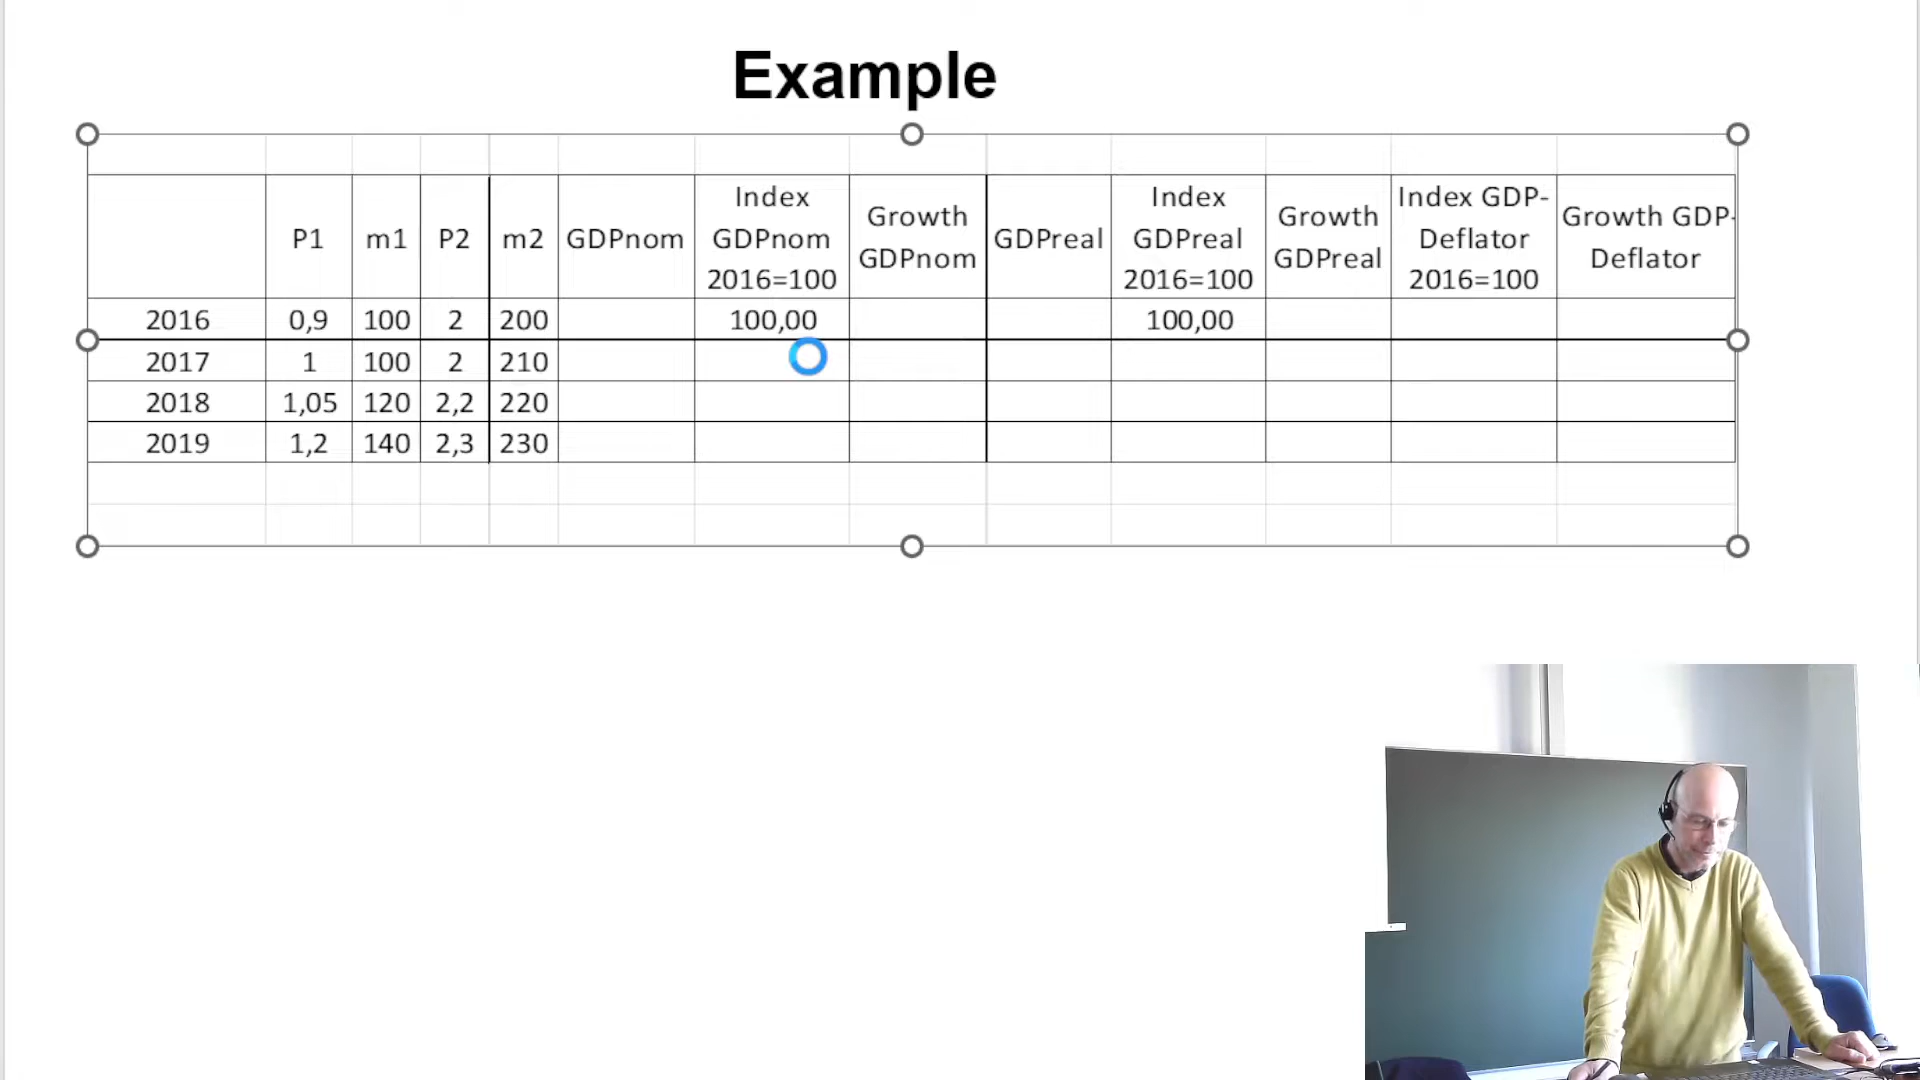 Example
P1 m1 P2 m2 GDPnom Index GDPnom 2016=100 Growth GDPnom GDPreal Index GDPreal 2016=100 Growth GDPreal Index GDP-Deflator 2016=100 Growth GDP-Deflator
2016 0,9 100 2 200 100,00 100,00
2017 1 100 2 210
2018 1,05 120 2,2 220
2019 1,2 140 2,3 230